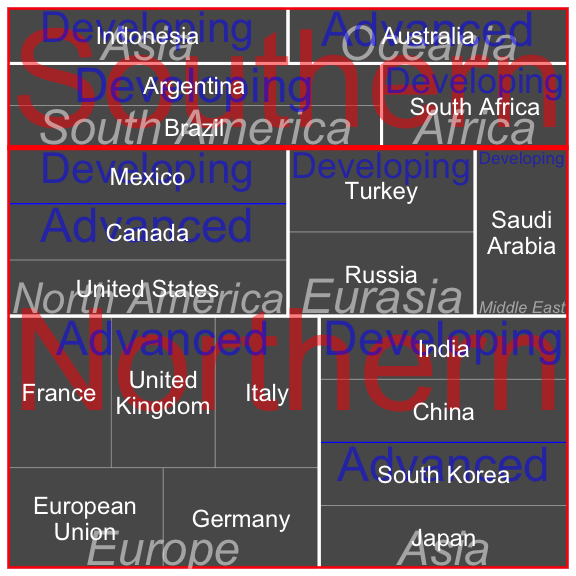 Southern
Developing
Indonesia
Asia
Advanced
Australia
Oceania
Developing
Argentina
Brazil
South America
Developing
South Africa
Africa
Northern
Developing
Mexico
Advanced
Canada
United States
North America
Developing
Turkey
Russia
Eurasia
Developing
Saudi
Arabia
Middle East
Advanced
France
United
Kingdom
Italy
European
Union
Germany
Europe
Developing
India
China
Advanced
South Korea
Japan
Asia